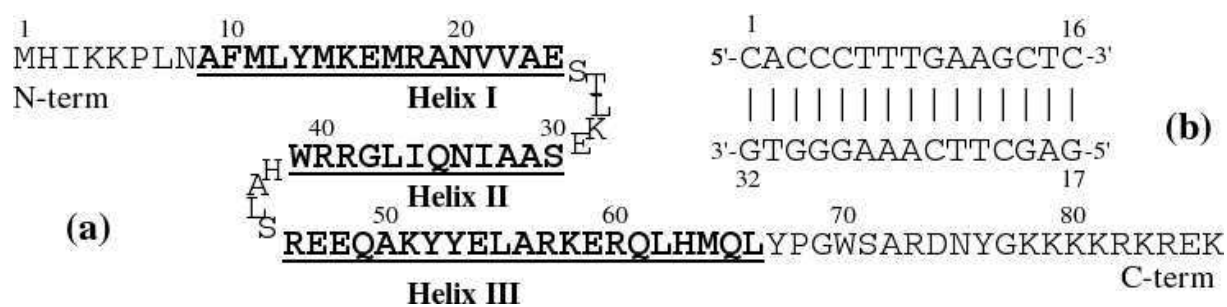 1 10 20
MHIKKPLNAFMLYMKEMRANVVAE
N-term Helix I
S
T
L
K
E
40 30
WRRGLIQNIAAS
Helix II
H
A
L
S
(a)
50 60 70 80
REEQAKYYELARKERQLHMQLYPGWSARDNYGKKKKRKREK
Helix III C-term
1 16
5'-CACCCTTTGAAGCTC-3'
| | | | | | | | | | | | | | |
3'-GTGGGAAACTTCGAG-5'
32 17
(b)